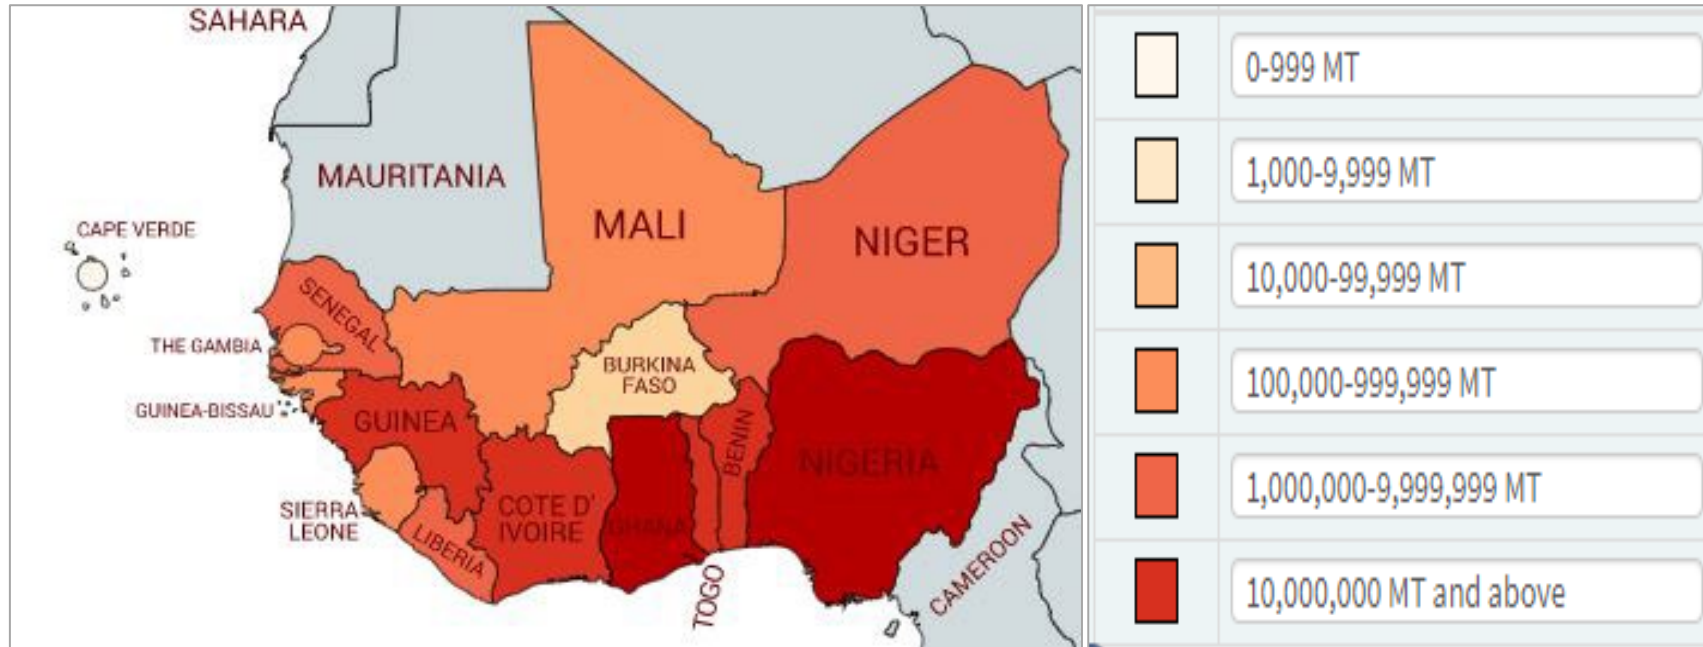 SAHARA
MAURITANIA
CAPE VERDE
MALI
NIGER
SENEGAL
THE GAMBIA
BURKINA
FASO
GUINEA-BISSAU
GUINEA
BENIN
NIGERIA
SIERRA
LEONE
COTE D'
IVOIRE
GHANA
LIBERIA
TOGO
CAMEROON
0-999 MT
1,000-9,999 MT
10,000-99,999 MT
100,000-999,999 MT
1,000,000-9,999,999 MT
10,000,000 MT and above